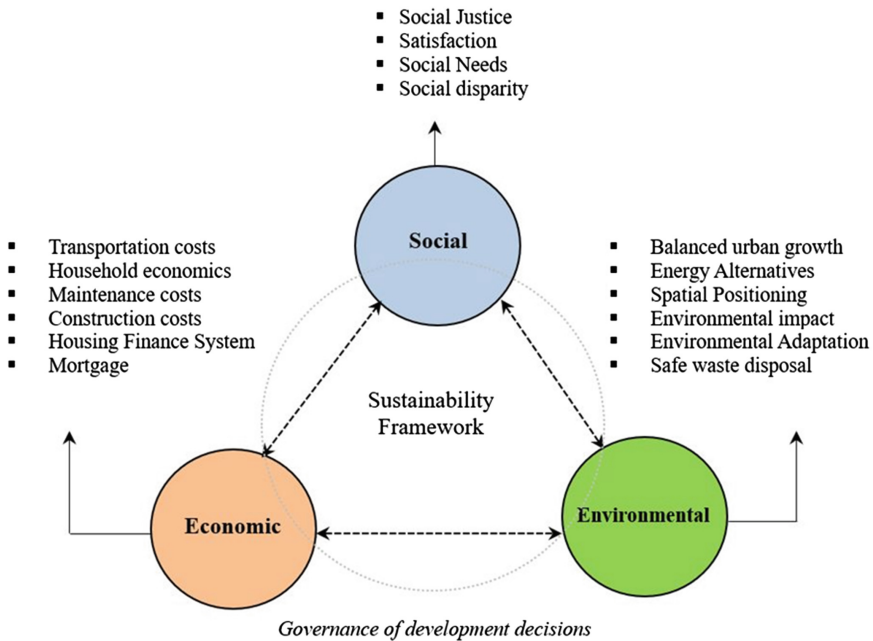 ▪ Social Justice
▪ Satisfaction
▪ Social Needs
▪ Social disparity
Social
▪ Transportation costs
▪ Household economics
▪ Maintenance costs
▪ Construction costs
▪ Housing Finance System
▪ Mortgage
▪ Balanced urban growth
▪ Energy Alternatives
▪ Spatial Positioning
▪ Environmental impact
▪ Environmental Adaptation
▪ Safe waste disposal
Sustainability
Framework
Economic
Environmental
Governance of development decisions